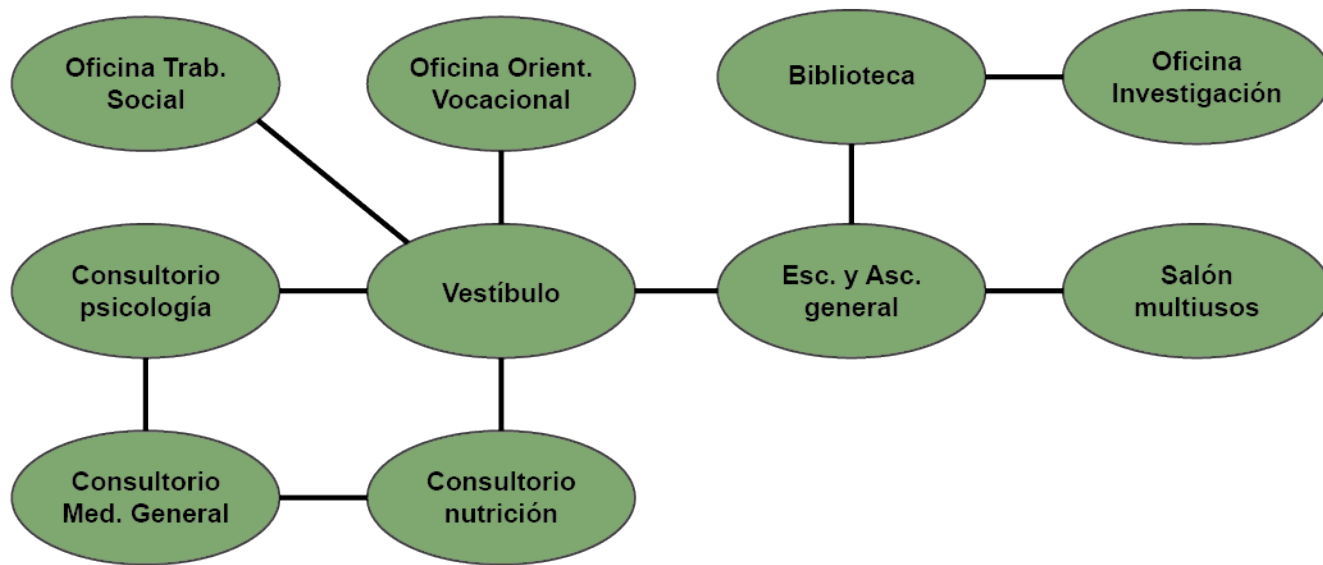 Oficina Trab.
Social
Oficina Orient.
Vocacional
Biblioteca
Oficina
Investigación
Consultorio
psicología
Vestíbulo
Esc. y Asc.
general
Salón
multiusos
Consultorio
Med. General
Consultorio
nutrición